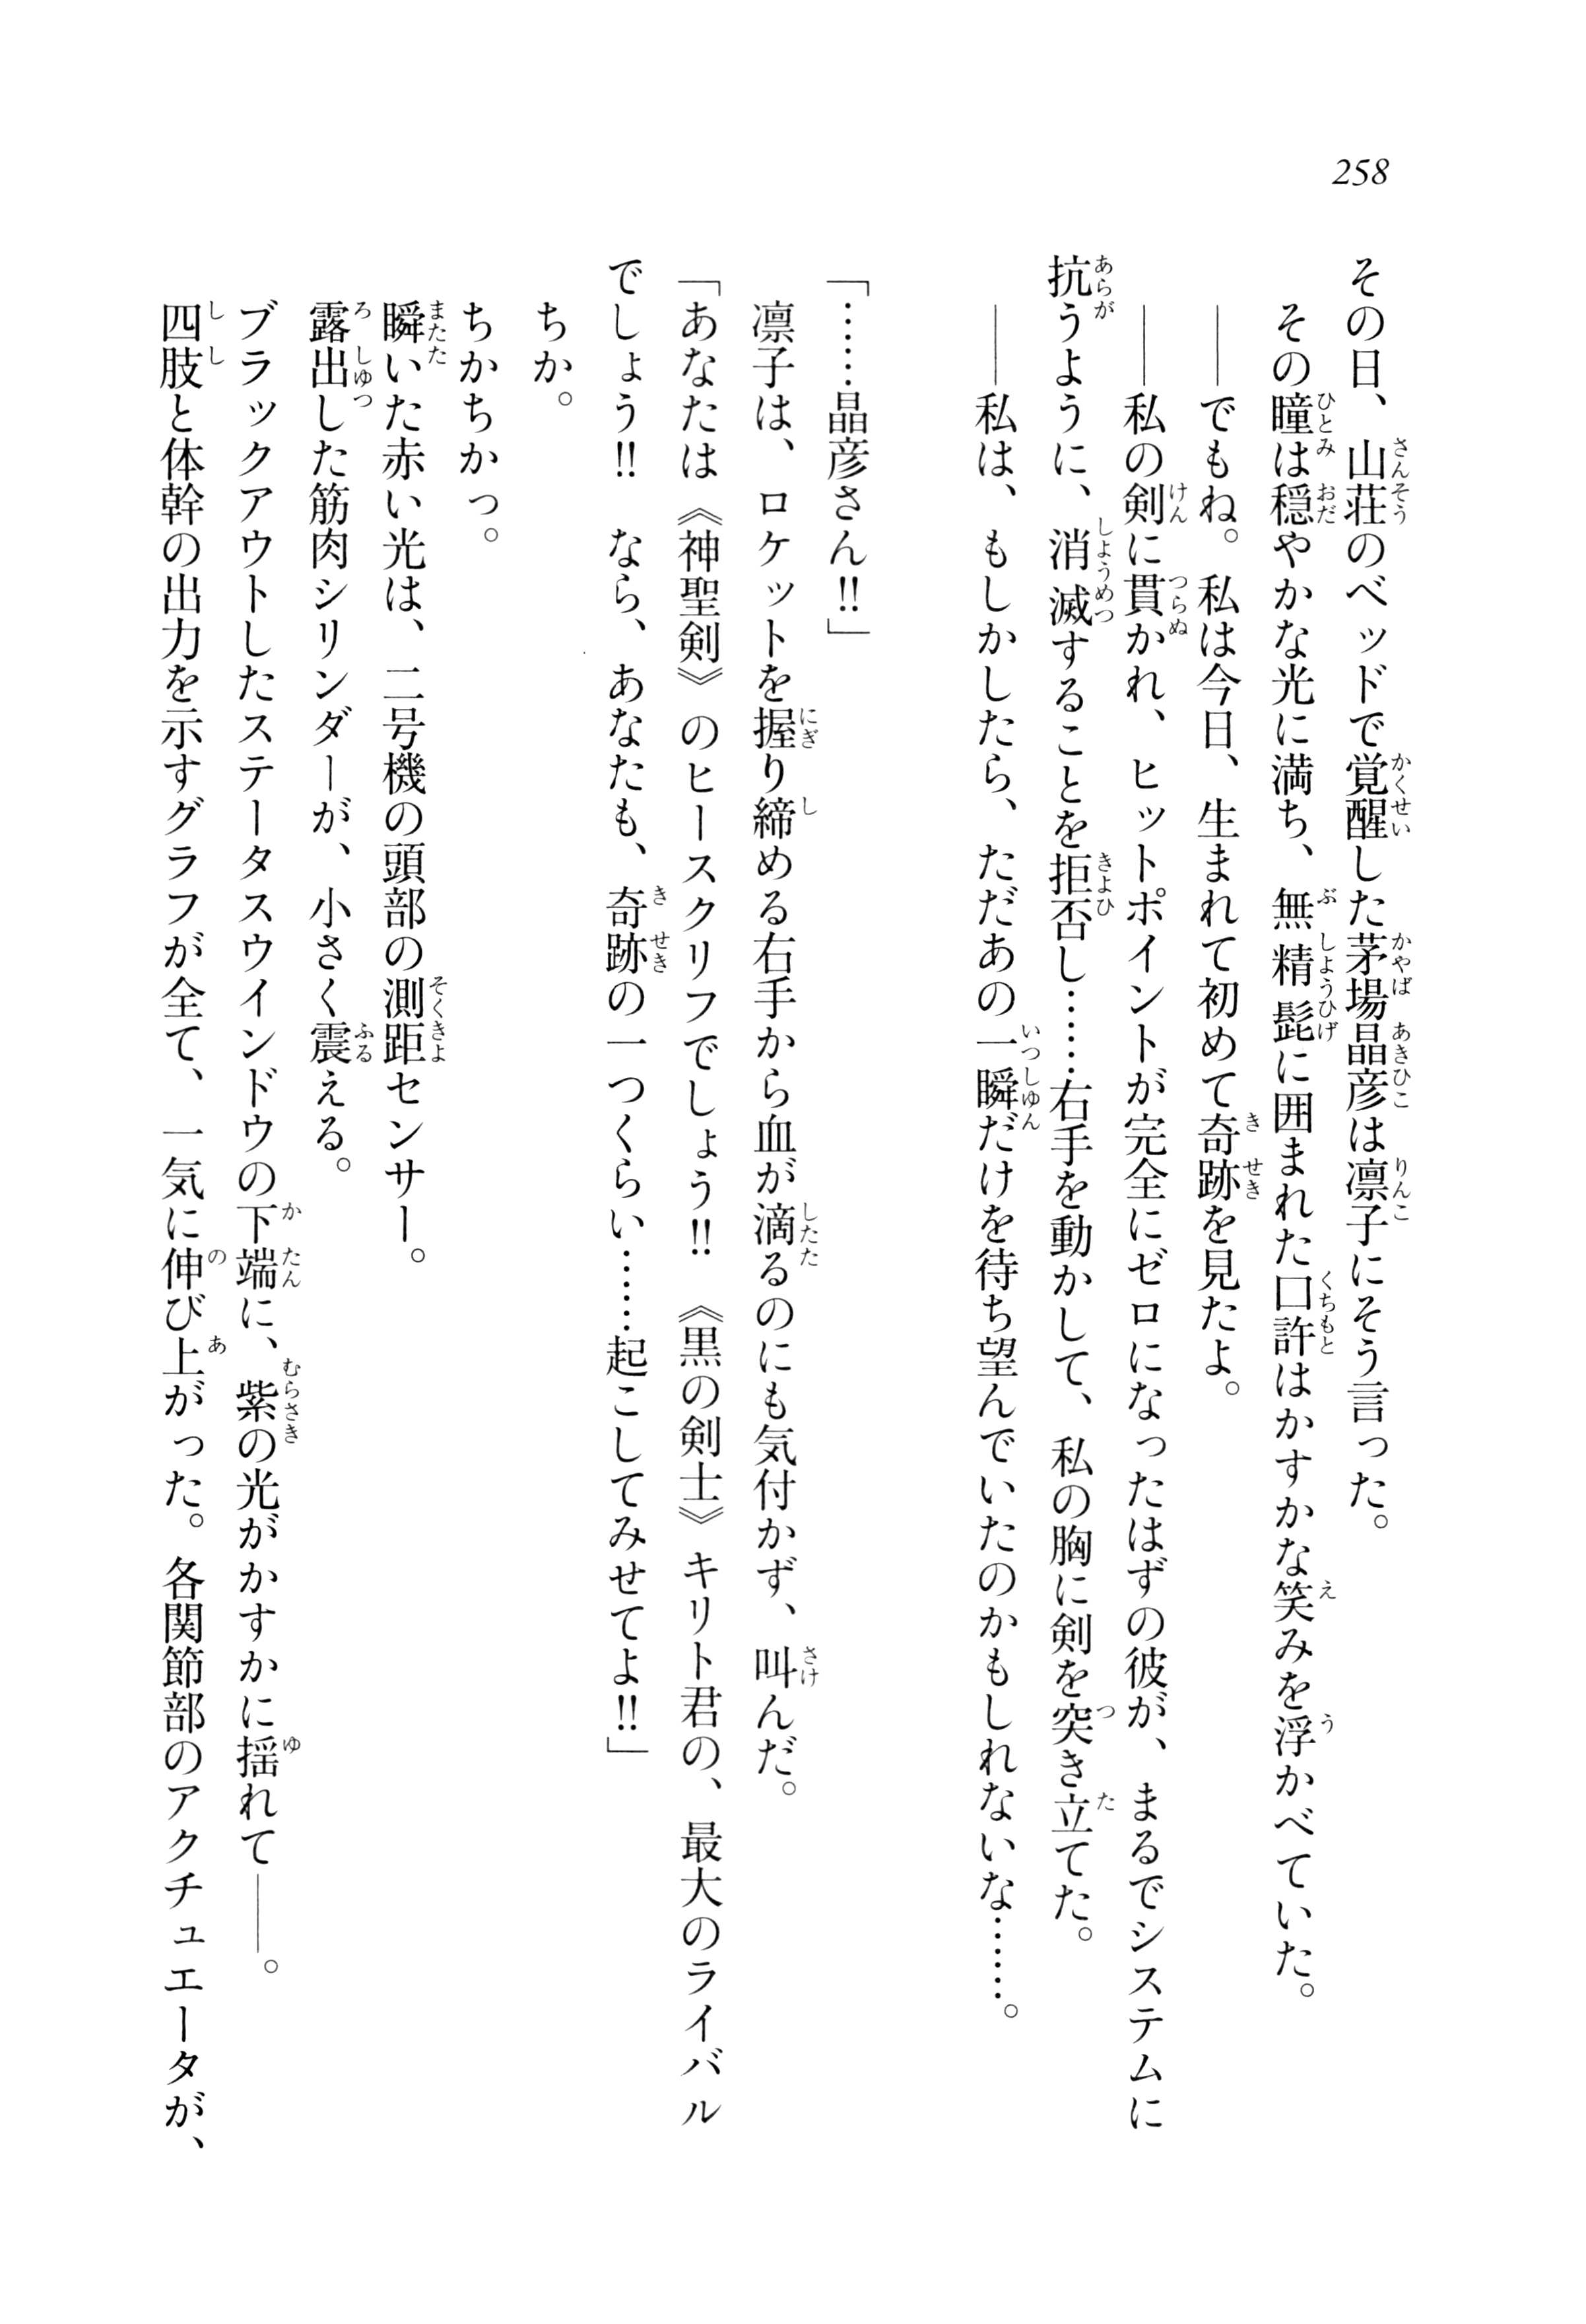 258
その日、山荘のベッドで覚醒した茅場晶彦は凛子にそう言った。
その瞳は穏やかな光に満ち、無精髭に囲まれた口許はかすかな笑みを浮かべていた。
――でもね。私は今日、生まれて初めて奇跡を見たよ。
――私の剣に貫かれ、ヒットポイントが完全にゼロになったはずの彼が、まるでシステムに
抗うように、消滅することを拒否し……右手を動かして、私の胸に剣を突き立てた。
――私は、もしかしたら、ただあの一瞬だけを待ち望んでいたのかもしれないな……。
「……晶彦さん!!」
凛子は、ロケットを握り締める右手から血が滴るのにも気付かず、叫んだ。
「あなたは《神聖剣》のヒースクリフでしょう!!　《黒の剣士》キリト君の、最大のライバル
でしょう!!　なら、あなたも、奇跡の一つくらい……起こしてみせてよ!!」
ちか。
ちかちかっ。
瞬いた赤い光は、二号機の頭部の測距センサー。
露出した筋肉シリンダーが、小さく震える。
ブラックアウトしたステータスウインドウの下端に、紫の光がかすかに揺れて――。
四肢と体幹の出力を示すグラフが全て、一気に伸び上がった。各関節部のアクチュエータが、